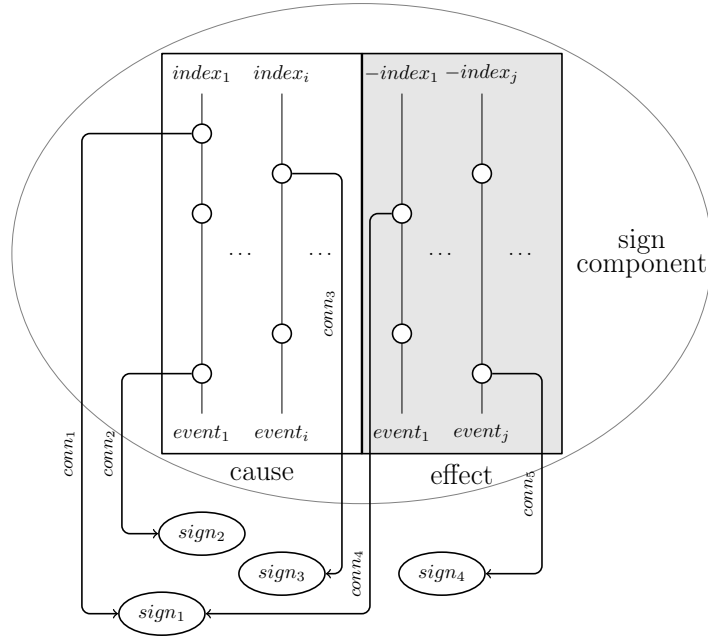 index₁ index_i −index₁ −index_j
sign
component
... ... ... ...
conn₃
conn₁
conn₂
event₁ event_i event₁ event_j
cause effect
conn₅
sign₂
conn₄
sign₃ sign₄
sign₁